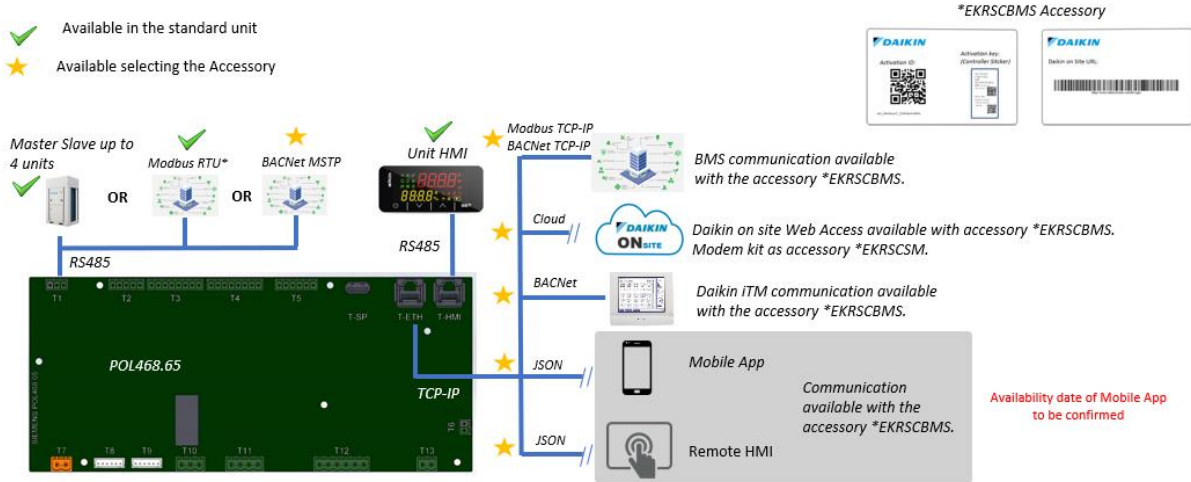 *EKRSCBMS Accessory
Available in the standard unit
Available selecting the Accessory
DAIKIN
Activation ID:
Activation key:
(Controller Sticker)
DAIKIN
Daikin on Site URL:
Master Slave up to
4 units
OR
Modbus RTU*
OR
BACNet MSTP
Unit HMI
RS485
RS485
Modbus TCP-IP
BACNet TCP-IP
BMS communication available
with the accessory *EKRSCBMS.
Cloud
DAIKIN
ON SITE
Daikin on site Web Access available with accessory *EKRSCBMS.
Modem kit as accessory *EKRSCSM.
BACNet
Daikin iTM communication available
with the accessory *EKRSCBMS.
T1
T2
T3
T4
T5
T-SP
T-ETH
T-HMI
POL468.65
SIEMENS POL468.65
TCP-IP
T6
T7
T8
T9
T10
T11
T12
T13
JSON
Mobile App
Communication
available with the
accessory *EKRSCBMS.
JSON
Remote HMI
Availability date of Mobile App
to be confirmed